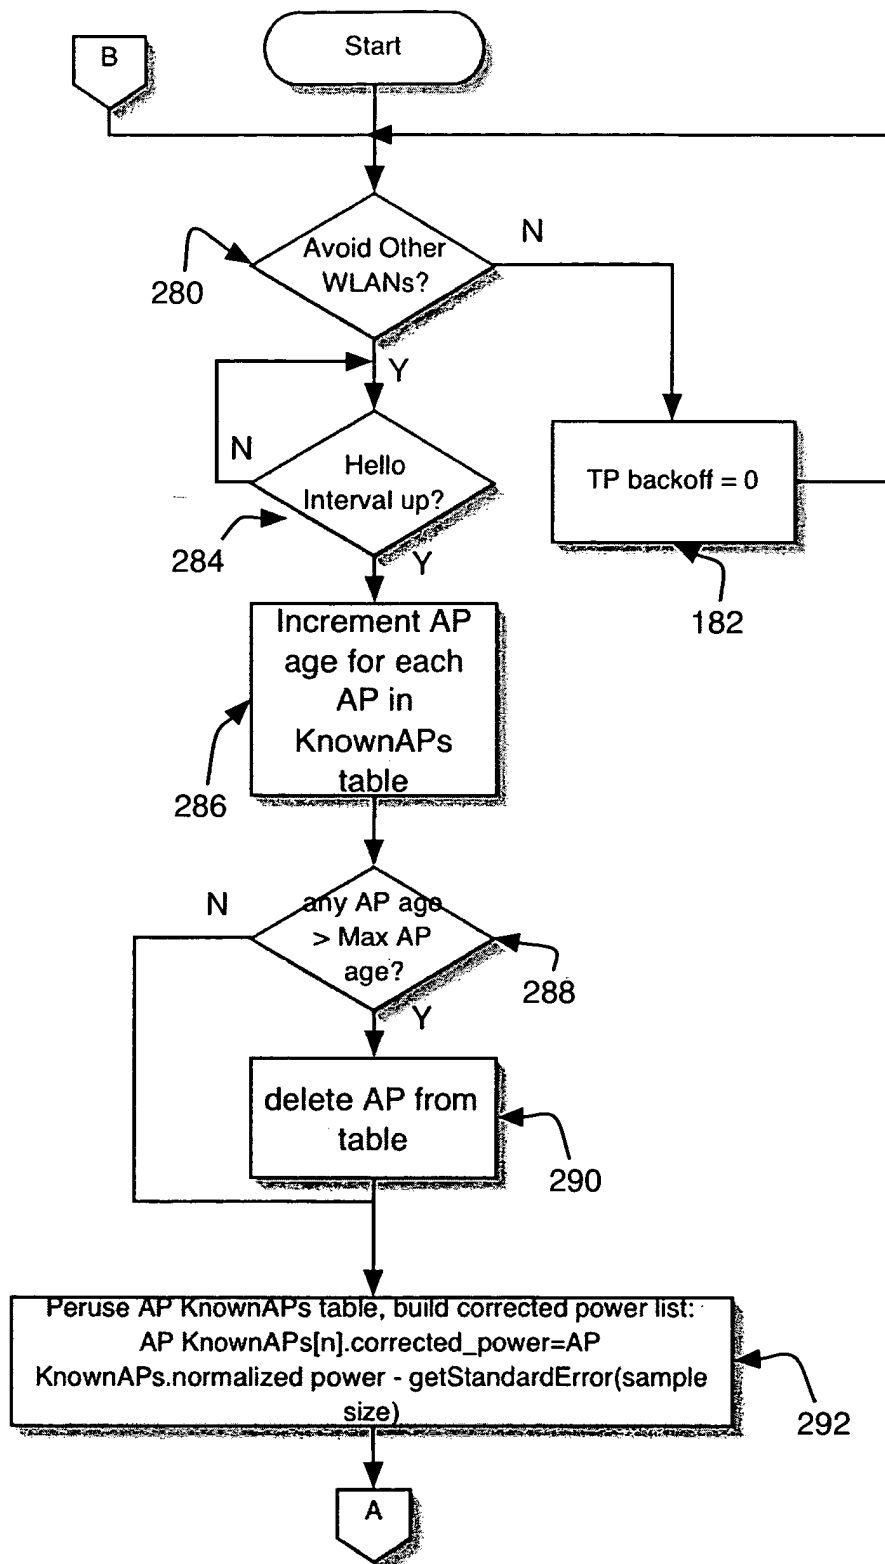 B
Start
Avoid Other
WLANs?
N
280
Y
N
Hello
Interval up?
TP backoff = 0
284
Y
182
Increment AP
age for each
AP in
KnownAPs
table
286
N
any AP age
> Max AP
age?
288
Y
delete AP from
table
290
Peruse AP KnownAPs table, build corrected power list:
AP KnownAPs[n].corrected_power=AP
KnownAPs.normalized power - getStandardError(sample
size)
292
A